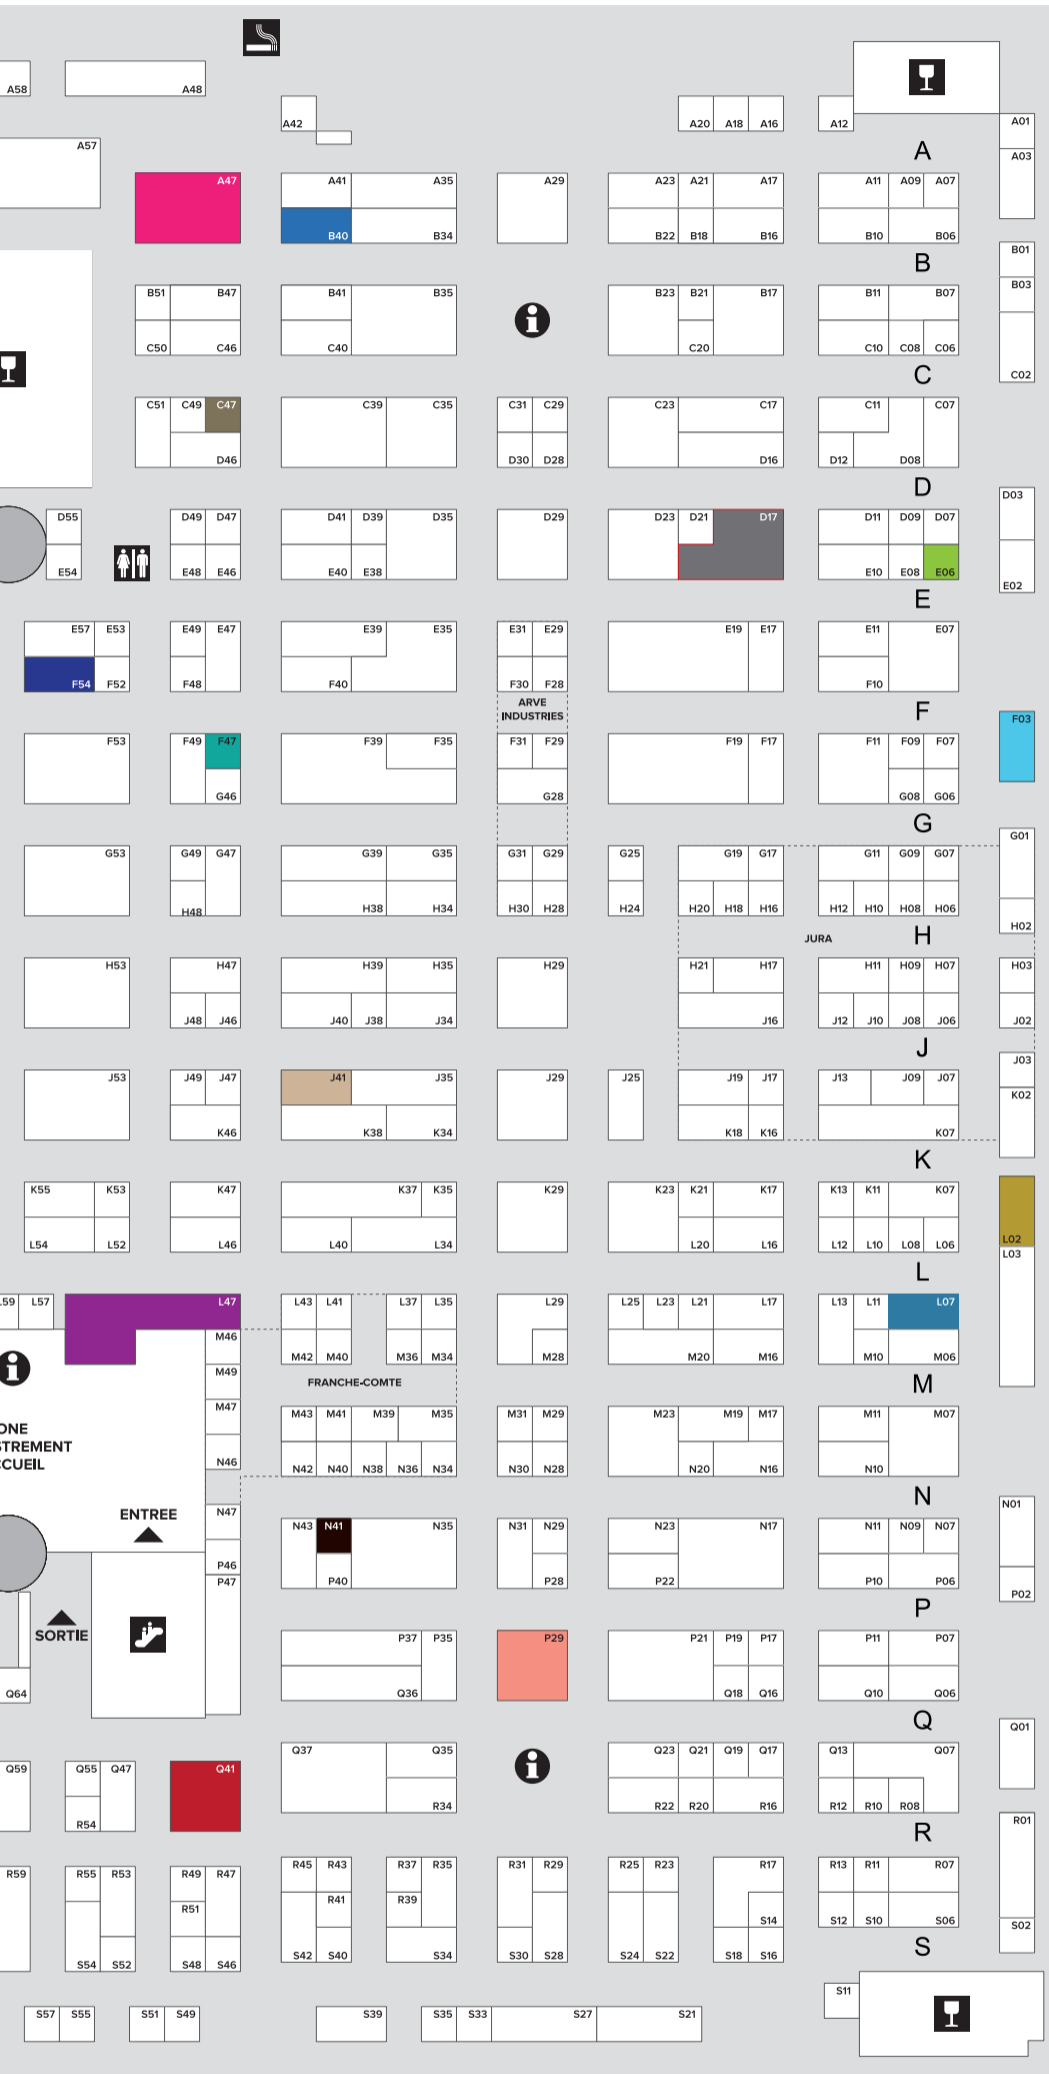 A58 A48
A42 A20 A18 A16 A12
A01
A57 A03
A
A47 A41 A35 A29 A23 A21 A17 A11 A09 A07
B40 B34 B22 B18 B16 B10 B06
B B01
B51 B47 B41 B35 B23 B21 B17 B11 B07 B03
C50 C46 C40 C20 C10 C08 C06
C C02
C51 C49 C47 C39 C35 C31 C29 C23 C17 C11 C07
D46 D30 D28 D16 D12 D08
D D03
D55 D49 D47 D41 D39 D35 D29 D23 D21 D17 D11 D09 D07
E54 E48 E46 E40 E38 E10 E08 E06
E02
E
E57 E53 E49 E47 E39 E35 E31 E29 E19 E17 E11 E07
F54 F52 F48 F40 F30 F28 F10
ARVE
INDUSTRIES
F F03
F53 F49 F47 F39 F35 F31 F29 F19 F17 F11 F09 F07
G46 G28 G08 G06
G G01
G53 G49 G47 G39 G35 G31 G29 G25 G19 G17 G11 G09 G07
H48 H38 H34 H30 H28 H24 H20 H18 H16 H12 H10 H08 H06
H02
JURA H
H53 H47 H39 H35 H29 H21 H17 H11 H09 H07 H03
J48 J46 J40 J38 J34 J16 J12 J10 J08 J06 J02
J J03
J53 J49 J47 J41 J35 J29 J25 J19 J17 J13 J09 J07
K02
K46 K38 K34 K18 K16 K07
K
K55 K53 K47 K37 K35 K29 K23 K21 K17 K13 K11 K07
L54 L52 L46 L40 L34 L20 L16 L12 L10 L08 L06 L02
L03
L
L59 L57 L47 L43 L41 L37 L35 L29 L25 L23 L21 L17 L13 L11 L07
M46
M42 M40 M36 M34 M28 M20 M16 M10 M06
M49
FRANCHE-COMTE M
M47 M43 M41 M39 M35 M31 M29 M23 M19 M17 M11 M07
ONE
STREMENT
CCUEIL
N46 N42 N40 N38 N36 N34 N30 N28 N20 N16 N10
N N01
ENTREE N47
N43 N41 N35 N31 N29 N23 N17 N11 N09 N07
P46
P47 P40 P28 P22 P10 P06 P02
P
SORTIE P37 P35 P29 P21 P19 P17 P11 P07
Q64 Q36 Q18 Q16 Q10 Q06
Q Q01
Q37 Q35 Q23 Q21 Q19 Q17 Q13 Q07
Q59 Q55 Q47 Q41
R34 R22 R20 R16 R12 R10 R08
R54 R01
R
R59 R55 R53 R49 R47 R45 R43 R37 R35 R31 R29 R25 R23 R17 R13 R11 R07
R51 R41 R39
S14 S12 S10 S06 S02
S
S54 S52 S48 S46 S42 S40 S34 S30 S28 S24 S22 S18 S16
S11
S57 S55 S51 S49 S39 S35 S33 S27 S21